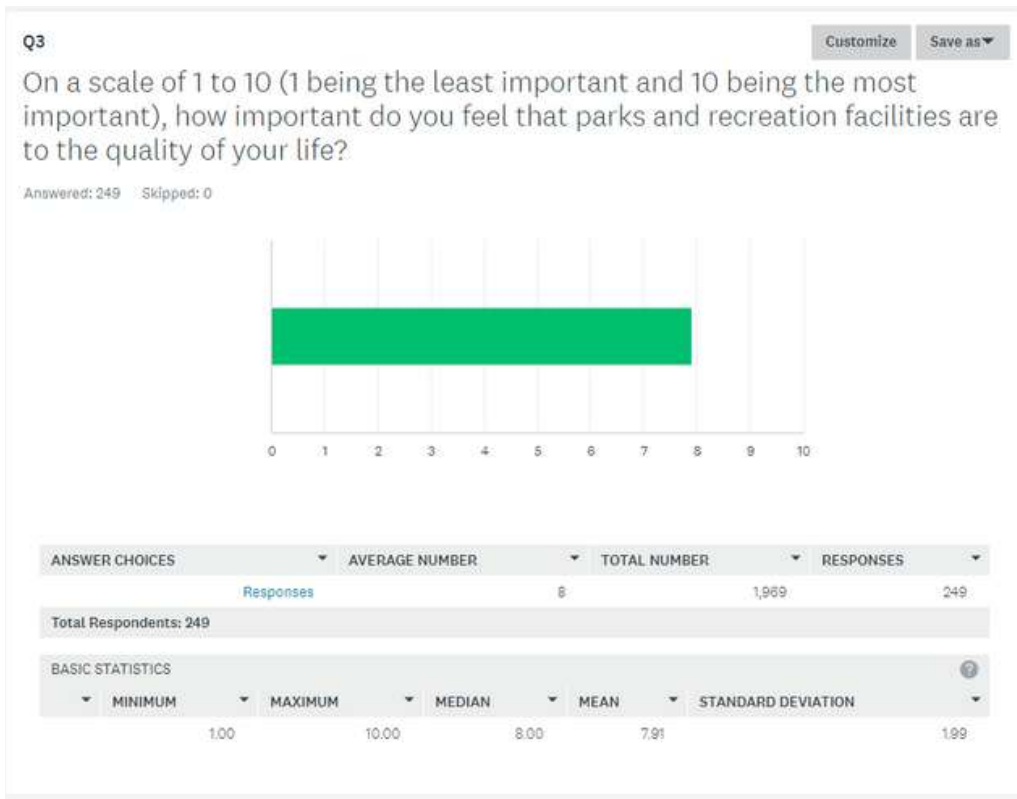 Q3
Customize
Save as
On a scale of 1 to 10 (1 being the least important and 10 being the most
important), how important do you feel that parks and recreation facilities are
to the quality of your life?
Answered: 249 Skipped: 0
0 1 2 3 4 5 6 7 8 9 10
ANSWER CHOICES AVERAGE NUMBER TOTAL NUMBER RESPONSES
Responses 8 1,969 249
Total Respondents: 249
BASIC STATISTICS ?
MINIMUM MAXIMUM MEDIAN MEAN STANDARD DEVIATION
1.00 10.00 8.00 7.91 1.99